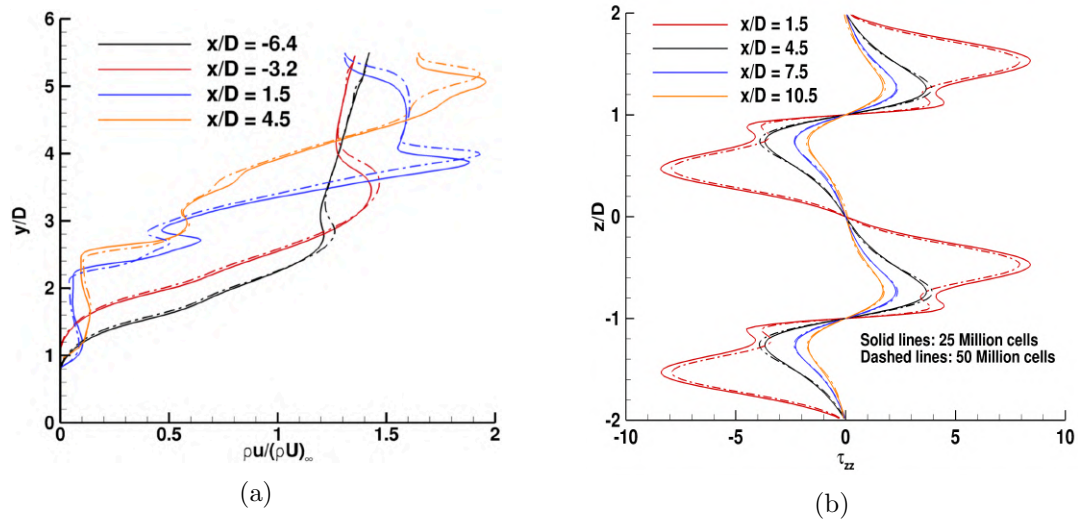 6
5
4
3
2
1
0
y/D
x/D = -6.4
x/D = -3.2
x/D = 1.5
x/D = 4.5
0
0.5
1
1.5
2
ρu/(ρU)∞
(a)
2
1
0
-1
-2
z/D
x/D = 1.5
x/D = 4.5
x/D = 7.5
x/D = 10.5
Solid lines: 25 Million cells
Dashed lines: 50 Million cells
-10
-5
0
5
10
τzz
(b)